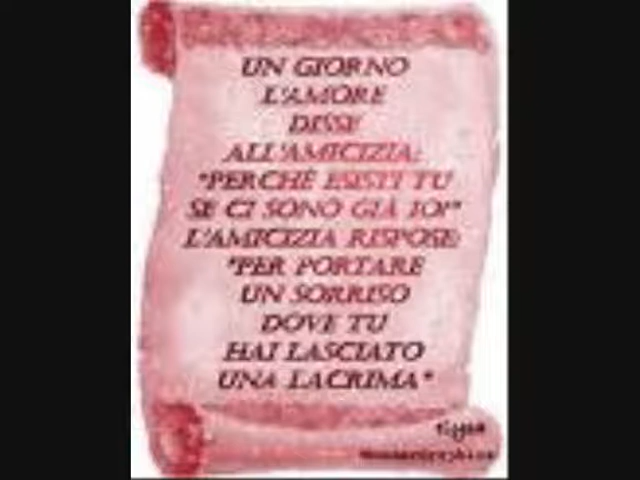 UN GIORNO
L'AMORE
DISSE
ALL'AMICIZIA:
"PERCHÈ ESISTI TU
SE CI SONO GIÀ IO?"
L'AMICIZIA RISPOSE:
"PER PORTARE
UN SORRISO
DOVE TU
HAI LASCIATO
UNA LACRIMA"